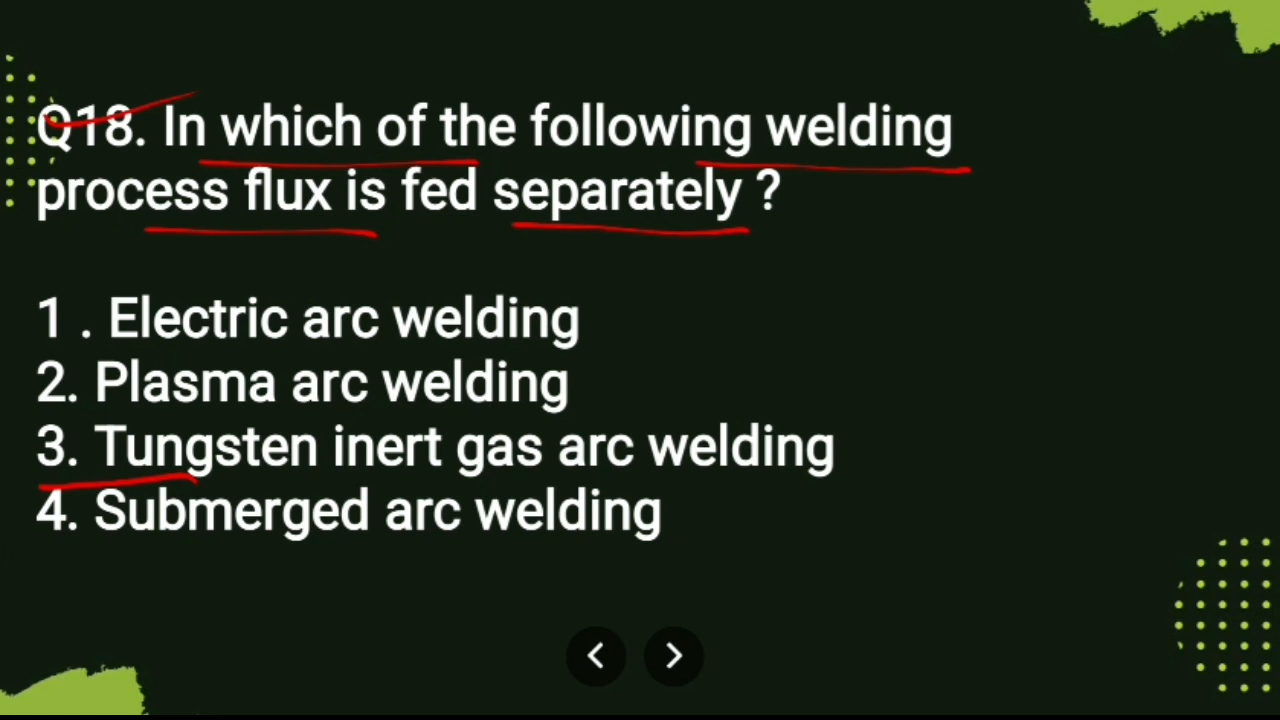 Q18. In which of the following welding
process flux is fed separately ?
1 . Electric arc welding
2. Plasma arc welding
3. Tungsten inert gas arc welding
4. Submerged arc welding